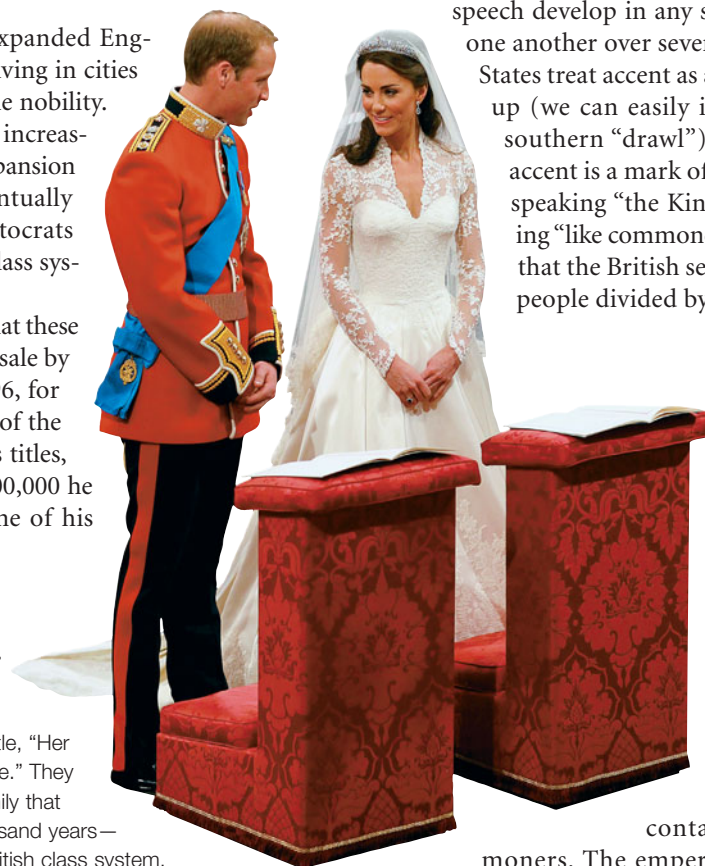 xpanded Eng-
ving in cities
e nobility.
increas-
pansion
ntually
tocrats
lass sys-
at these
sale by
6, for
of the
s titles,
00,000 he
ne of his
tle, “Her
e.” They
ily that
sand years—
itish class system.
speech develop in any s
one another over sever
States treat accent as a
up (we can easily i
southern “drawl”)
accent is a mark of
speaking “the Kin
ing “like common
that the British se
people divided by
conta
moners. The emper